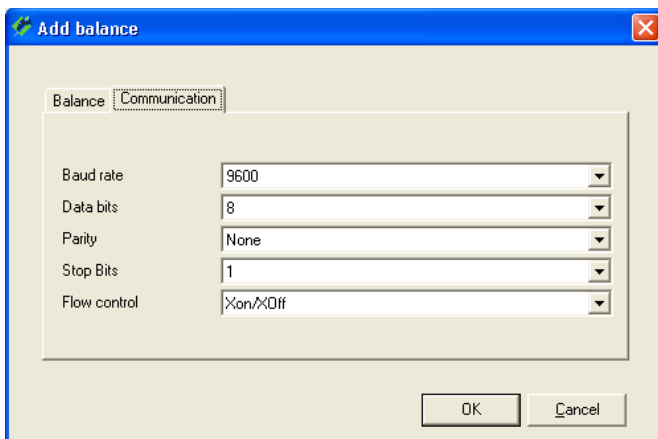 Add balance
Balance Communication
Baud rate 9600
Data bits 8
Parity None
Stop Bits 1
Flow control Xon/XOff
OK Cancel